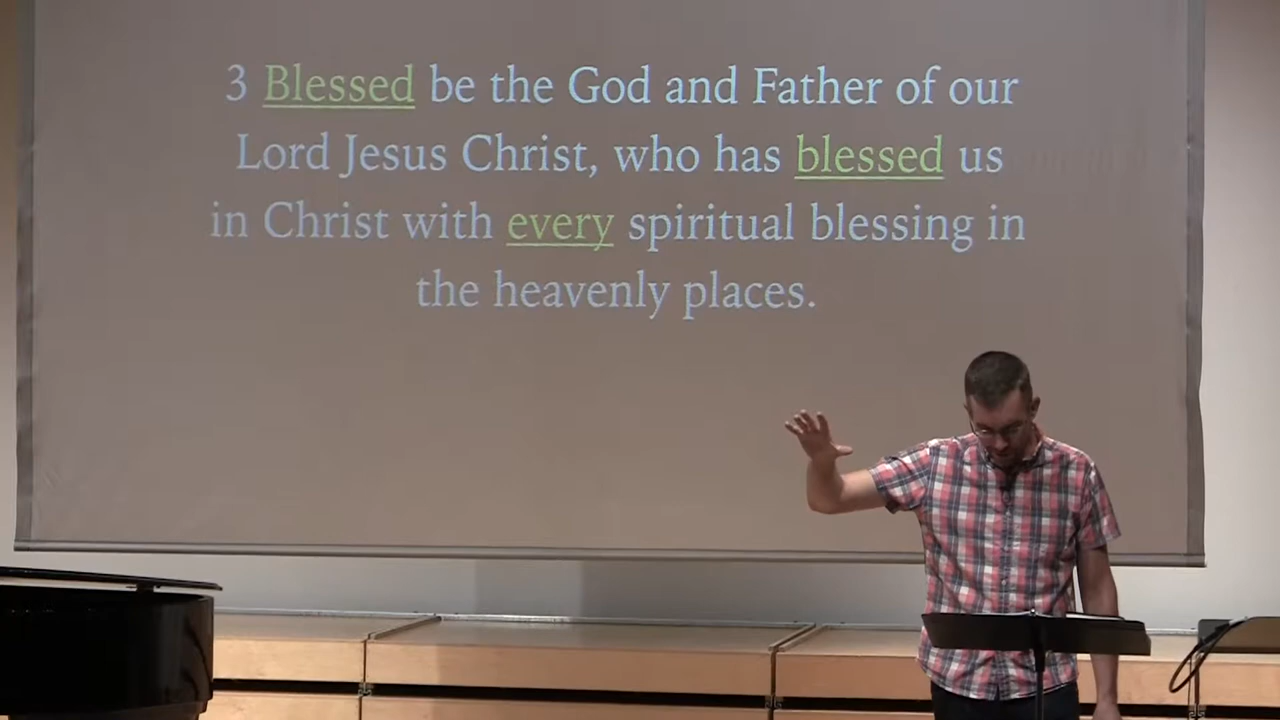 3 Blessed be the God and Father of our
Lord Jesus Christ, who has blessed us
in Christ with every spiritual blessing in
the heavenly places.